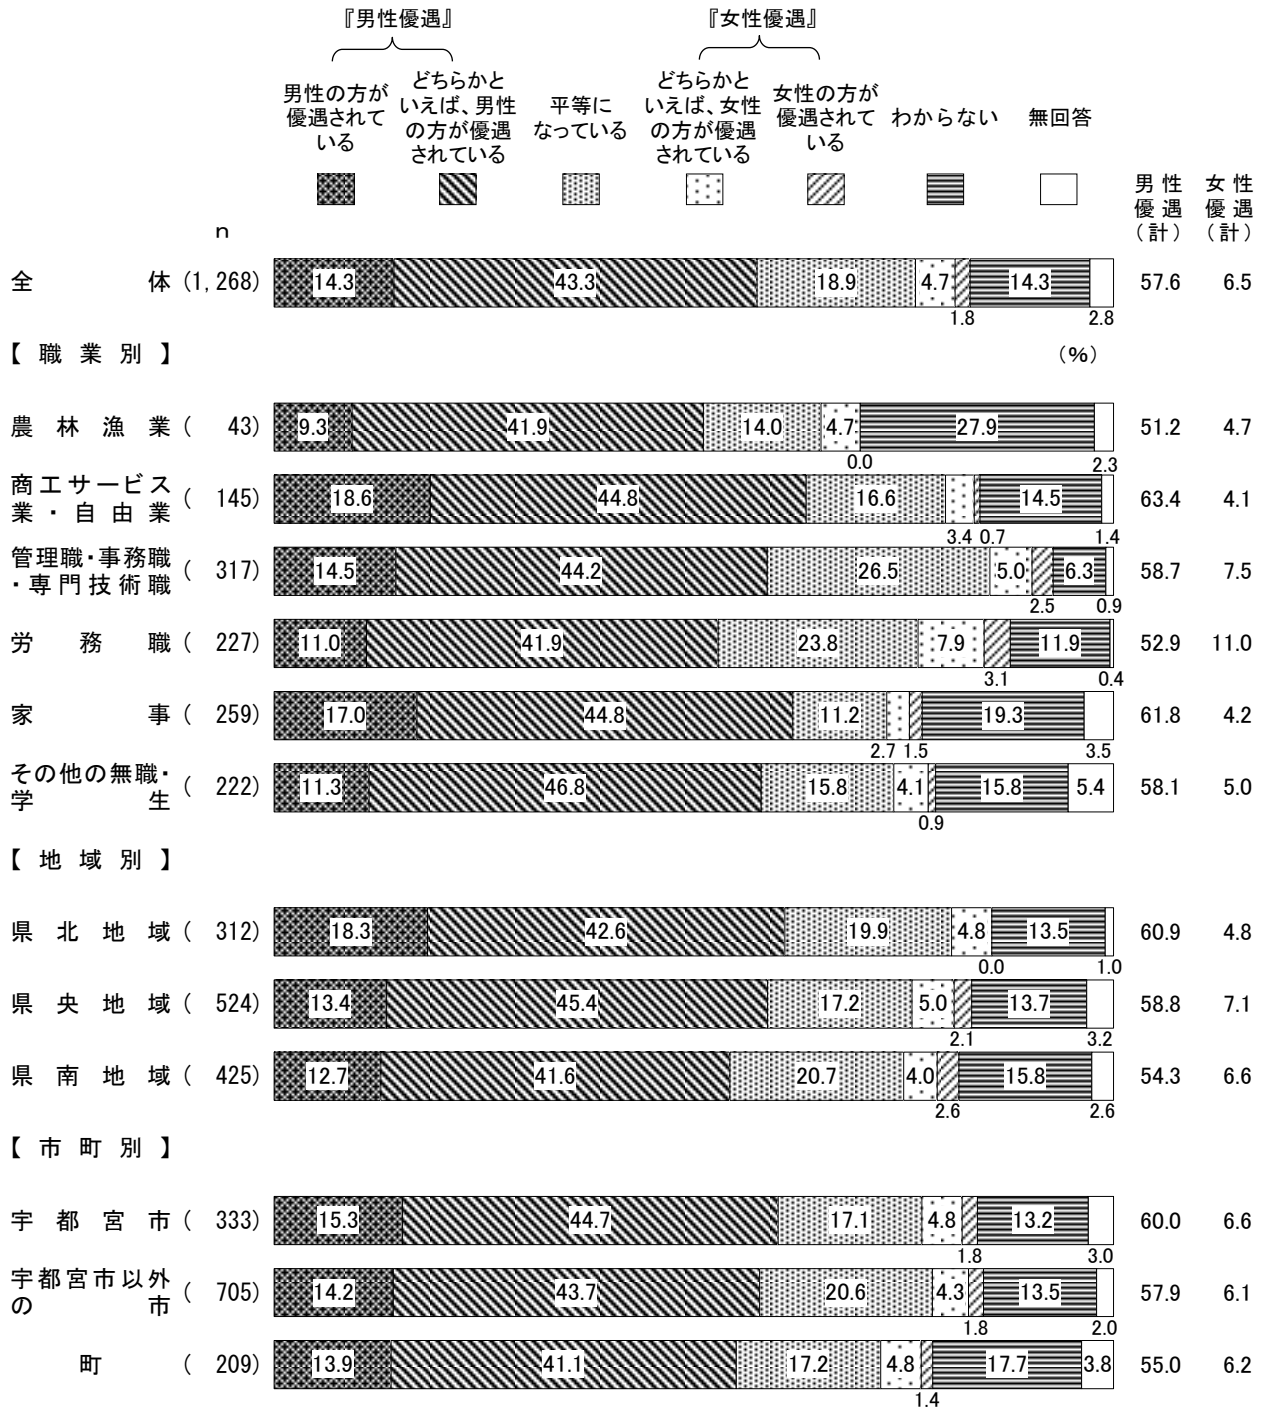 『男性優遇』 『女性優遇』
男性の方が
優遇されて
いる
どちらかと
いえば、男性
の方が優遇
されている
平等に
なっている
どちらかと
いえば、女性
の方が優遇
されている
女性の方が
優遇されて
いる
わからない
無回答
男性
優遇
（計）
女性
優遇
（計）
n
全体 (1,268) 14.3 43.3 18.9 4.7 14.3 57.6 6.5
1.8 2.8
【職業別】 （%）
農林漁業 ( 43) 9.3 41.9 14.0 4.7 27.9 51.2 4.7
0.0 2.3
商工サービス
業・自由業 ( 145) 18.6 44.8 16.6 14.5 63.4 4.1
3.4 0.7 1.4
管理職・事務職
・専門技術職 ( 317) 14.5 44.2 26.5 5.0 6.3 58.7 7.5
2.5 0.9
労務職 ( 227) 11.0 41.9 23.8 7.9 11.9 52.9 11.0
3.1 0.4
家事 ( 259) 17.0 44.8 11.2 19.3 61.8 4.2
2.7 1.5 3.5
その他の無職・
学生 ( 222) 11.3 46.8 15.8 4.1 15.8 5.4 58.1 5.0
0.9
【地域別】
県北地域 ( 312) 18.3 42.6 19.9 4.8 13.5 60.9 4.8
0.0 1.0
県央地域 ( 524) 13.4 45.4 17.2 5.0 13.7 58.8 7.1
2.1 3.2
県南地域 ( 425) 12.7 41.6 20.7 4.0 15.8 54.3 6.6
2.6 2.6
【市町別】
宇都宮市 ( 333) 15.3 44.7 17.1 4.8 13.2 60.0 6.6
1.8 3.0
宇都宮市以外
の市 ( 705) 14.2 43.7 20.6 4.3 13.5 57.9 6.1
1.8 2.0
町 ( 209) 13.9 41.1 17.2 4.8 17.7 3.8 55.0 6.2
1.4